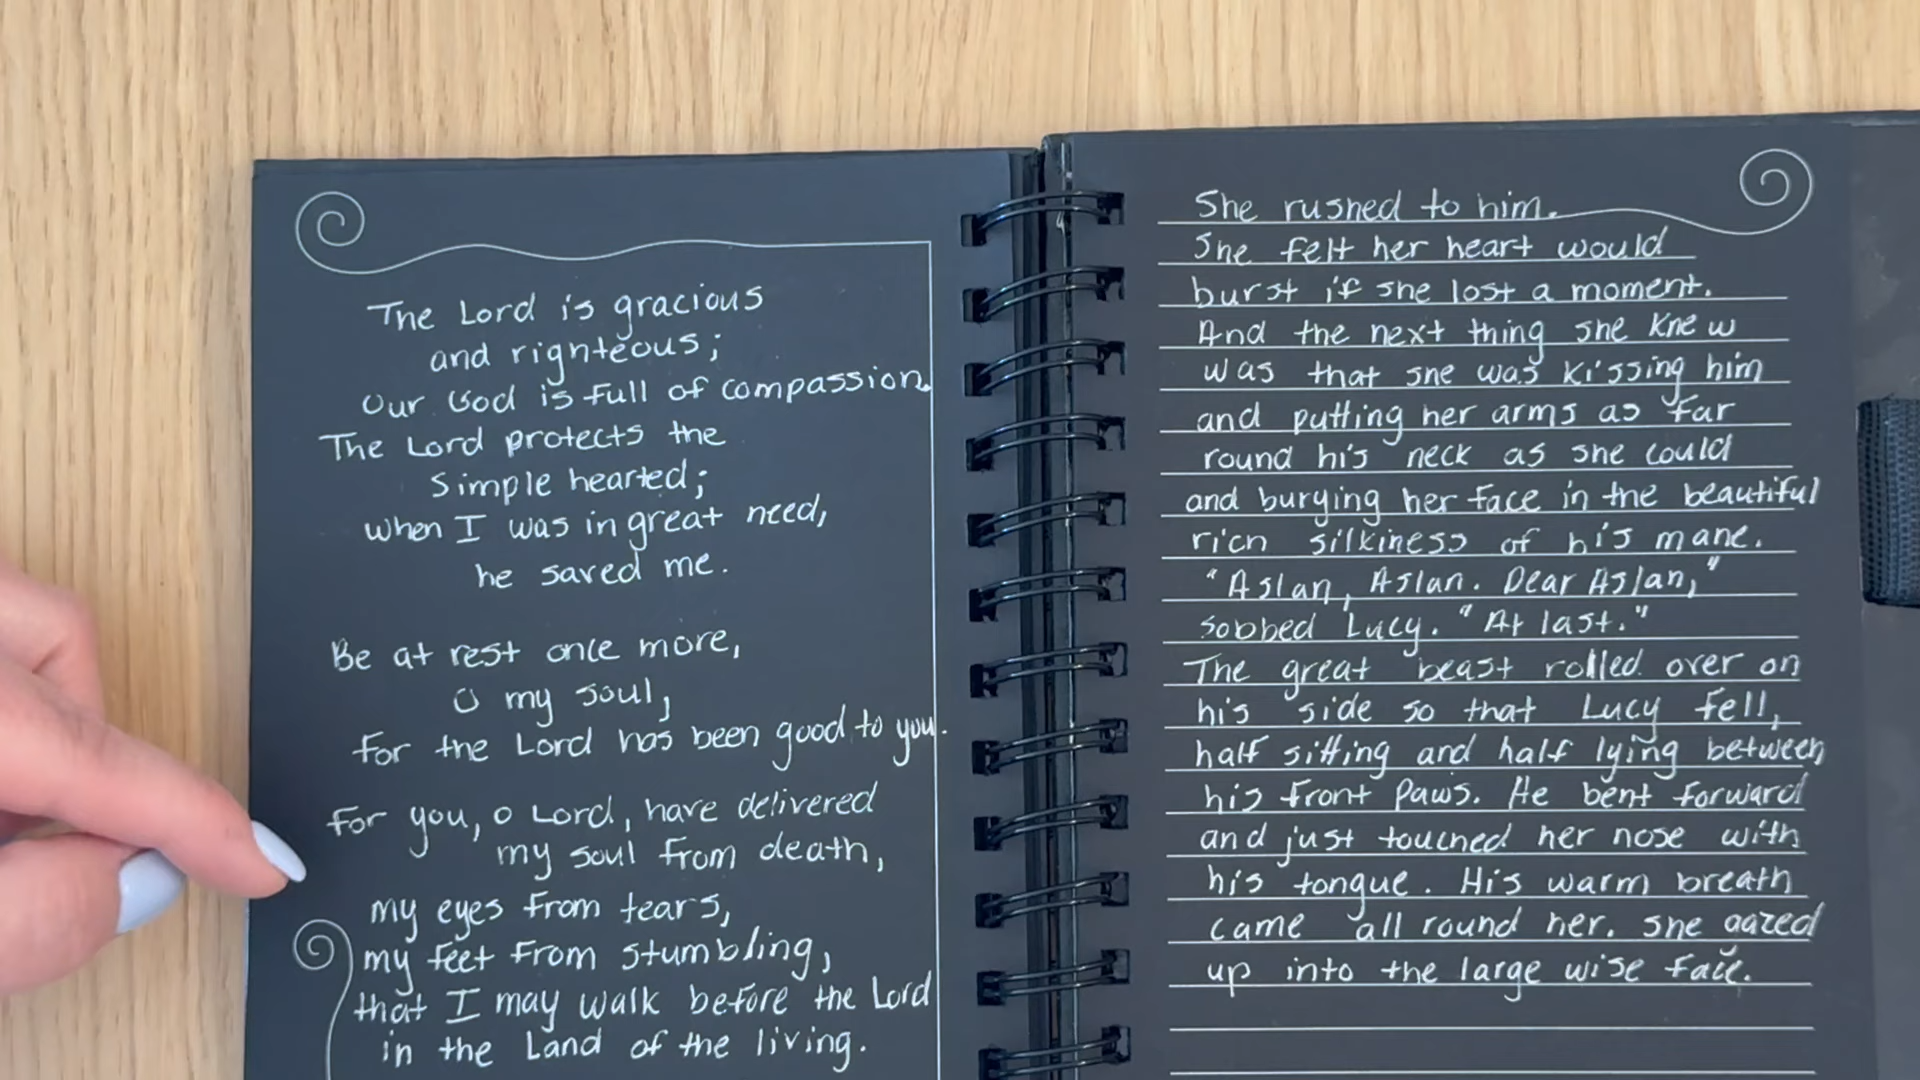 The Lord is gracious
and righteous;
Our God is full of compassion.
The Lord protects the
simple hearted;
when I was in great need,
he saved me.
Be at rest once more,
O my soul,
for the Lord has been good to you.
For you, O Lord, have delivered
my soul from death,
my eyes from tears,
my feet from stumbling,
that I may walk before the Lord
in the Land of the living.
She rushed to him.
She felt her heart would
burst if she lost a moment.
And the next thing she knew
was that she was kissing him
and putting her arms as far
round his neck as she could
and burying her face in the beautiful
rich silkiness of his mane.
"Aslan, Aslan. Dear Aslan,"
sobbed Lucy. "At last."
The great beast rolled over on
his side so that Lucy fell,
half sitting and half lying between
his front paws. He bent forward
and just touched her nose with
his tongue. His warm breath
came all round her. She gazed
up into the large wise face.